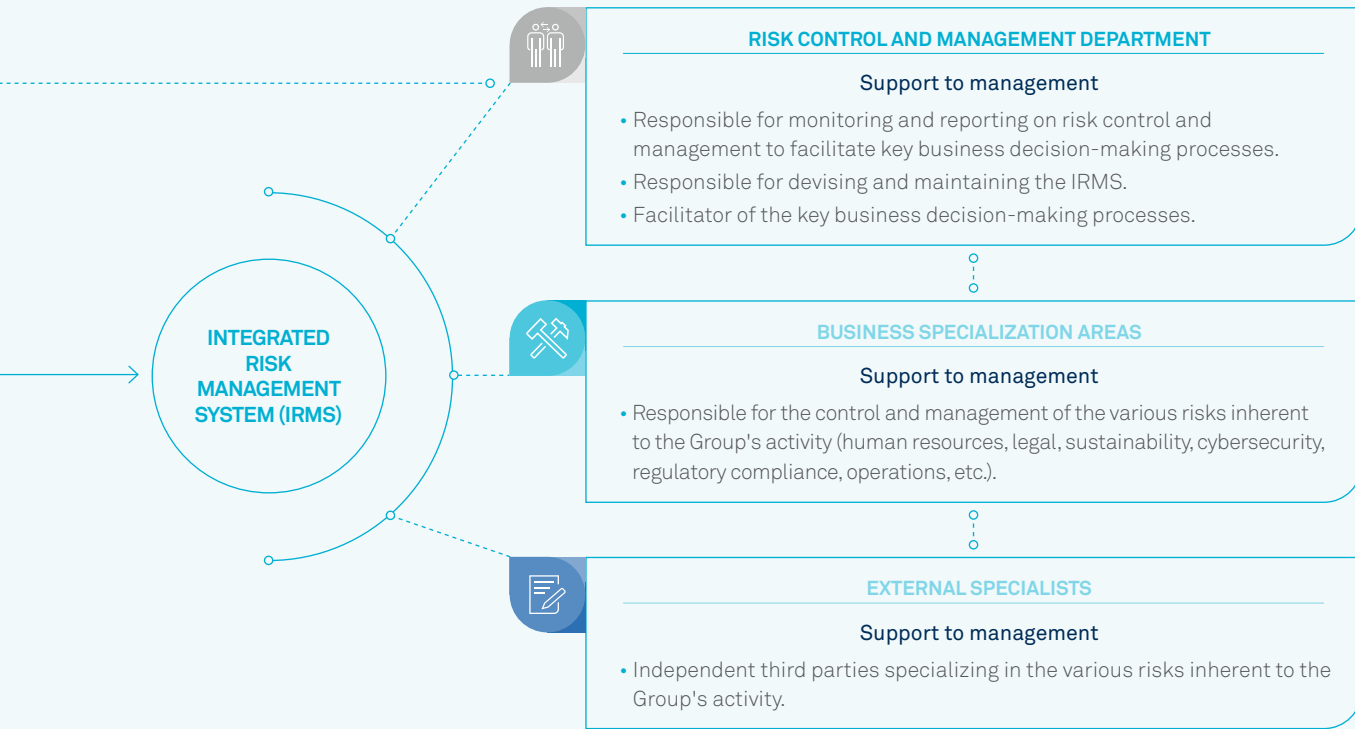 INTEGRATED
RISK
MANAGEMENT
SYSTEM (IRMS)
RISK CONTROL AND MANAGEMENT DEPARTMENT
Support to management
• Responsible for monitoring and reporting on risk control and
management to facilitate key business decision-making processes.
• Responsible for devising and maintaining the IRMS.
• Facilitator of the key business decision-making processes.
BUSINESS SPECIALIZATION AREAS
Support to management
• Responsible for the control and management of the various risks inherent
to the Group's activity (human resources, legal, sustainability, cybersecurity,
regulatory compliance, operations, etc.).
EXTERNAL SPECIALISTS
Support to management
• Independent third parties specializing in the various risks inherent to the
Group's activity.